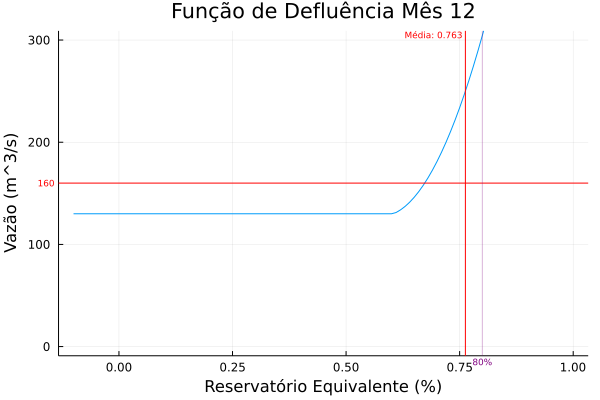 Função de Defluência Mês 12
Média: 0.763
300
200
160
100
0
Vazão (m^3/s)
0.00
0.25
0.50
0.75
80%
1.00
Reservatório Equivalente (%)